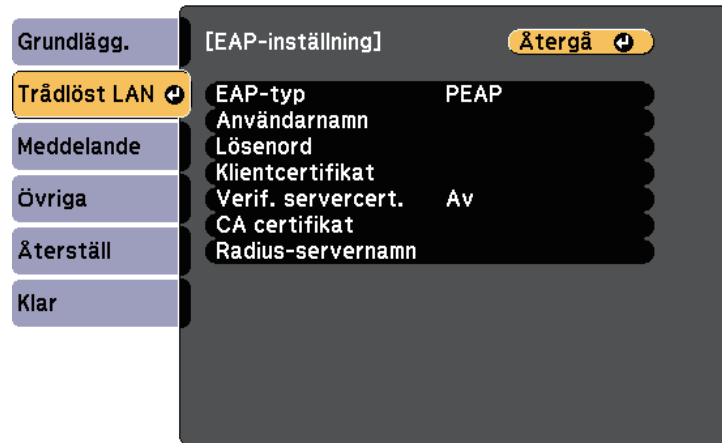 Grundlägg.
Trådlöst LAN
Meddelande
Övriga
Återställ
Klar
[EAP-inställning] Återgå
EAP-typ PEAP
Användarnamn
Lösenord
Klientcertifikat
Verif. servercert. Av
CA certifikat
Radius-servernamn